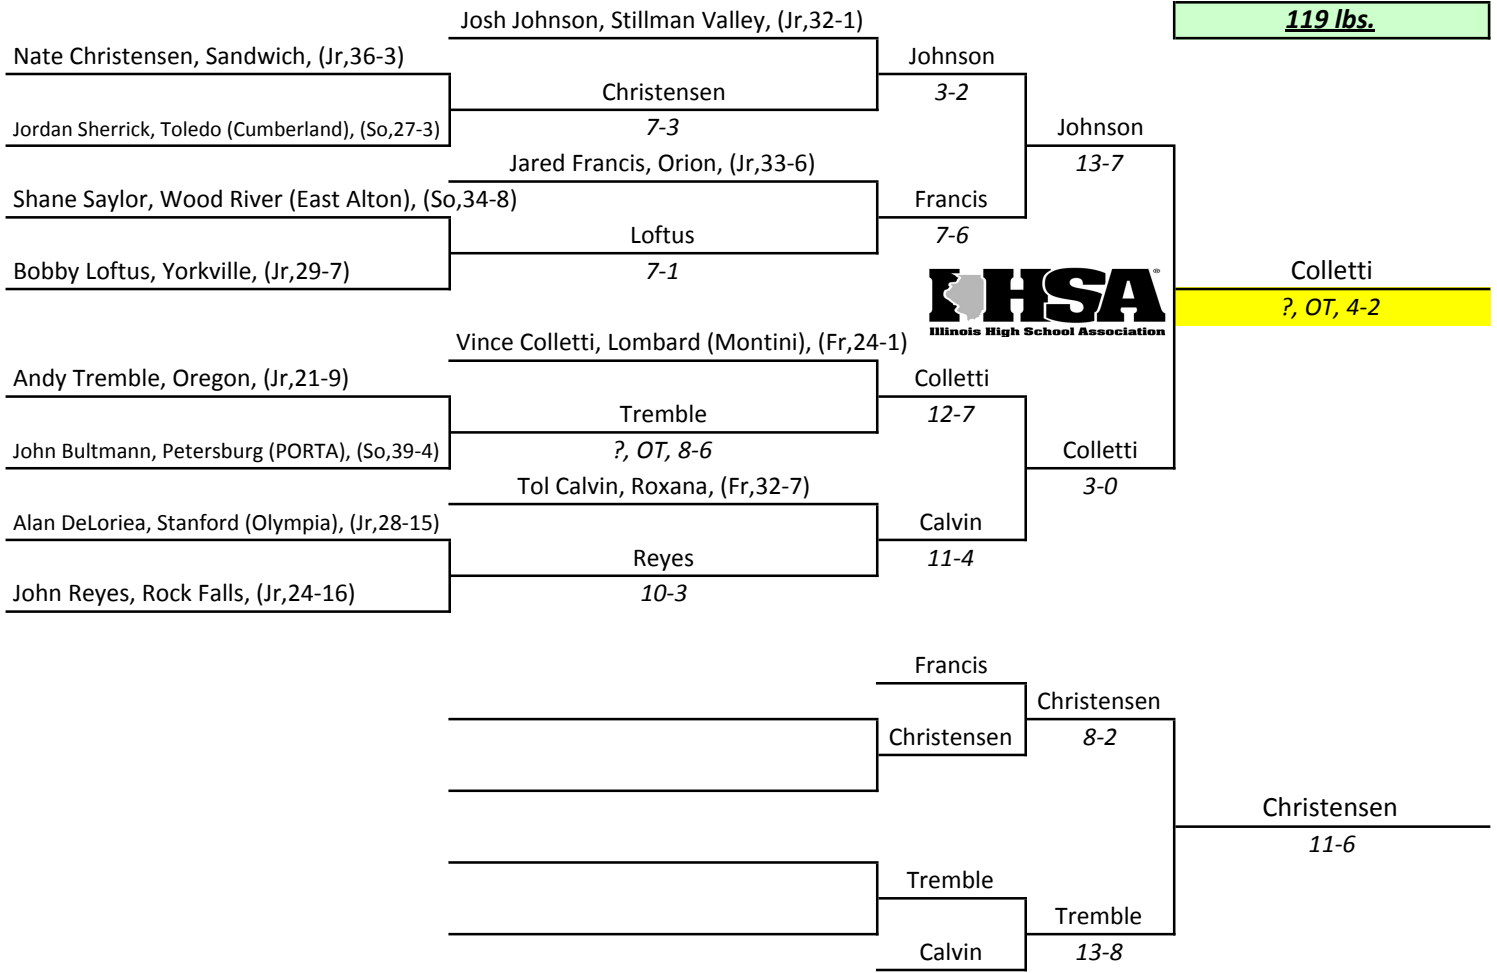 Josh Johnson, Stillman Valley, (Jr,32-1)
119 lbs.
Nate Christensen, Sandwich, (Jr,36-3)
Johnson
Christensen
3-2
Jordan Sherrick, Toledo (Cumberland), (So,27-3)
7-3
Johnson
Jared Francis, Orion, (Jr,33-6)
13-7
Shane Saylor, Wood River (East Alton), (So,34-8)
Francis
Loftus
7-6
Bobby Loftus, Yorkville, (Jr,29-7)
7-1
IHSA®
Illinois High School Association
Colletti
?, OT, 4-2
Vince Colletti, Lombard (Montini), (Fr,24-1)
Andy Tremble, Oregon, (Jr,21-9)
Colletti
Tremble
12-7
John Bultmann, Petersburg (PORTA), (So,39-4)
?, OT, 8-6
Colletti
Tol Calvin, Roxana, (Fr,32-7)
3-0
Alan DeLoriea, Stanford (Olympia), (Jr,28-15)
Calvin
Reyes
11-4
John Reyes, Rock Falls, (Jr,24-16)
10-3
Francis
Christensen
Christensen
8-2
Christensen
11-6
Tremble
Tremble
Calvin
13-8